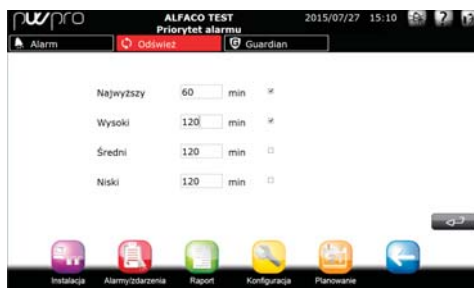 pWpro ALFACO TEST 2015/07/27 15:10 ?
Priorytet alarmu
Alarm Odśwież Guardian
Najwyższy 60 min
Wysoki 120 min
Średni 120 min
Niski 120 min
Instalacja Alarmy/zdarzenia Raport Konfiguracja Planowanie